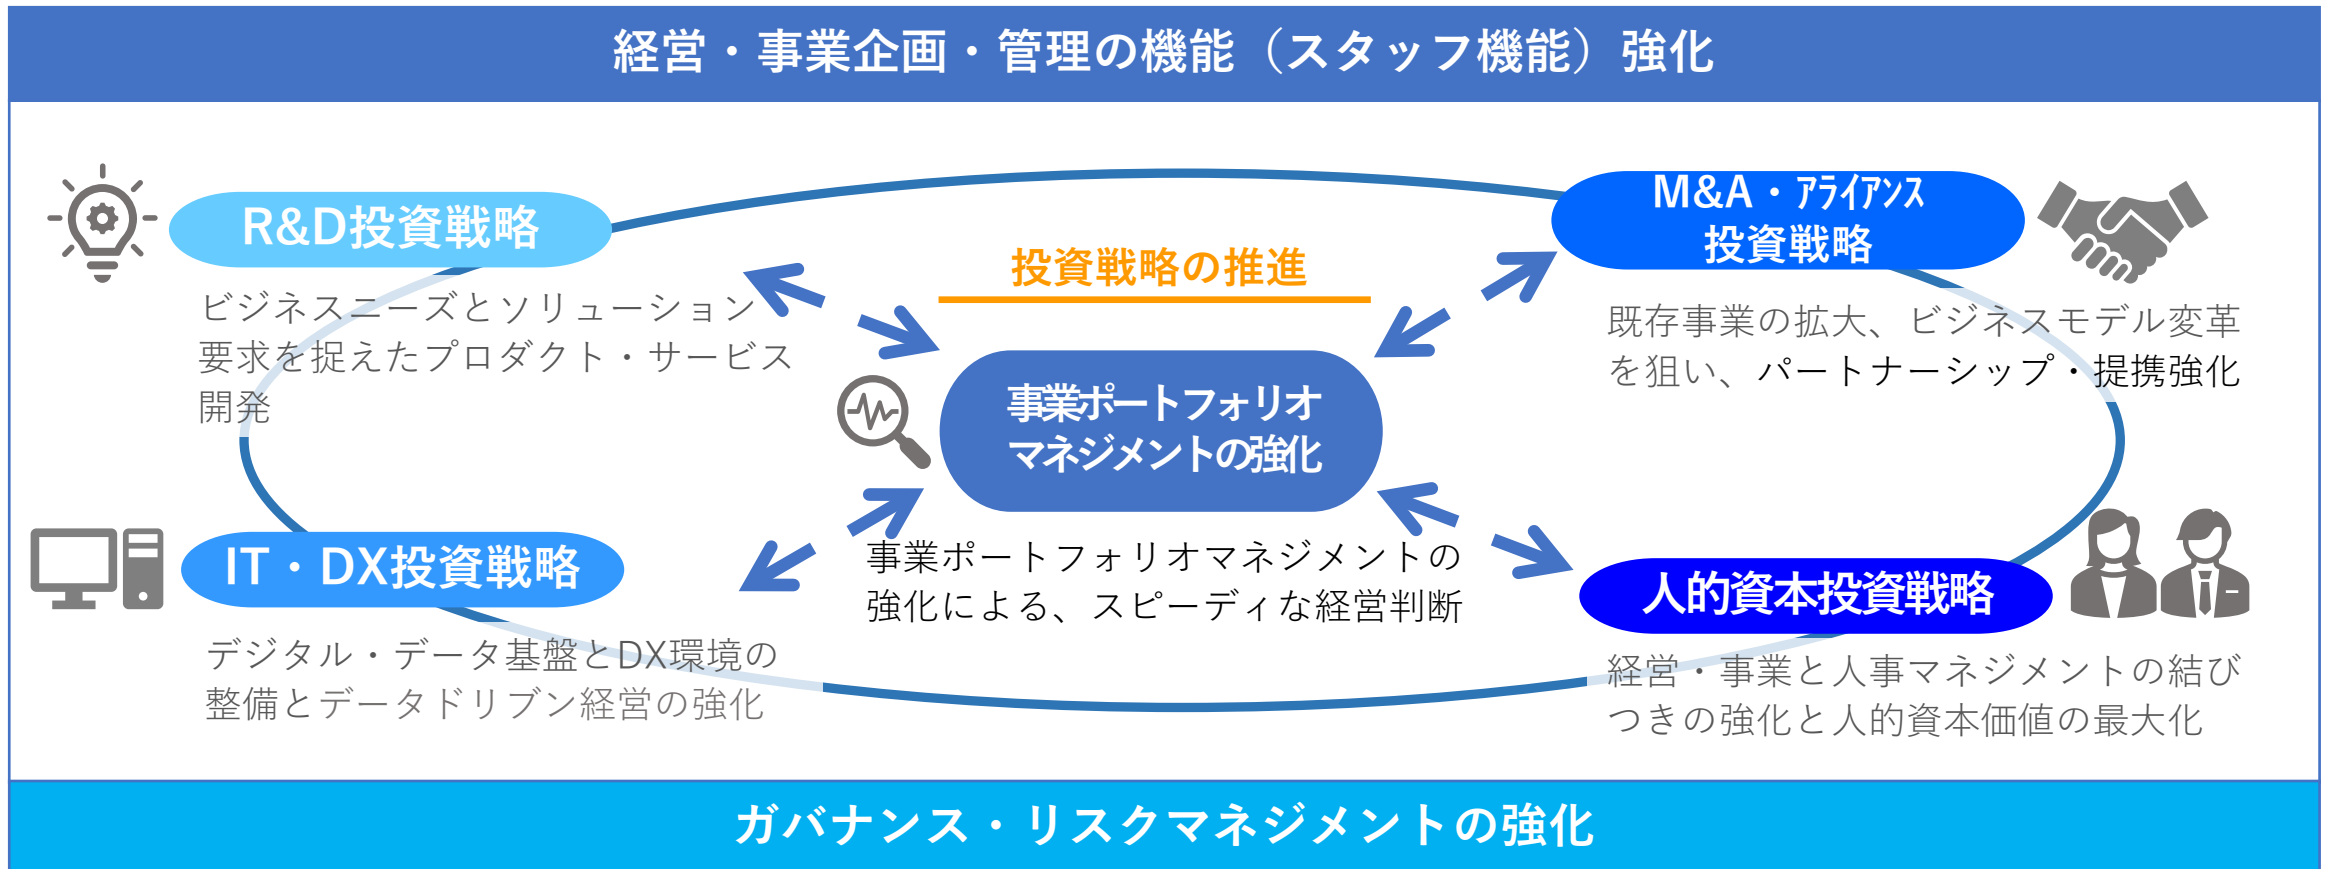 経営・事業企画・管理の機能（スタッフ機能）強化
R&D投資戦略
ビジネスニーズとソリューション
要求を捉えたプロダクト・サービス
開発
M&A・ｱﾗｲｱﾝｽ
投資戦略
既存事業の拡大、ビジネスモデル変革
を狙い、パートナーシップ・提携強化
投資戦略の推進
事業ポートフォリオ
マネジメントの強化
事業ポートフォリオマネジメントの
強化による、スピーディな経営判断
IT・DX投資戦略
デジタル・データ基盤とDX環境の
整備とデータドリブン経営の強化
人的資本投資戦略
経営・事業と人事マネジメントの結び
つきの強化と人的資本価値の最大化
ガバナンス・リスクマネジメントの強化